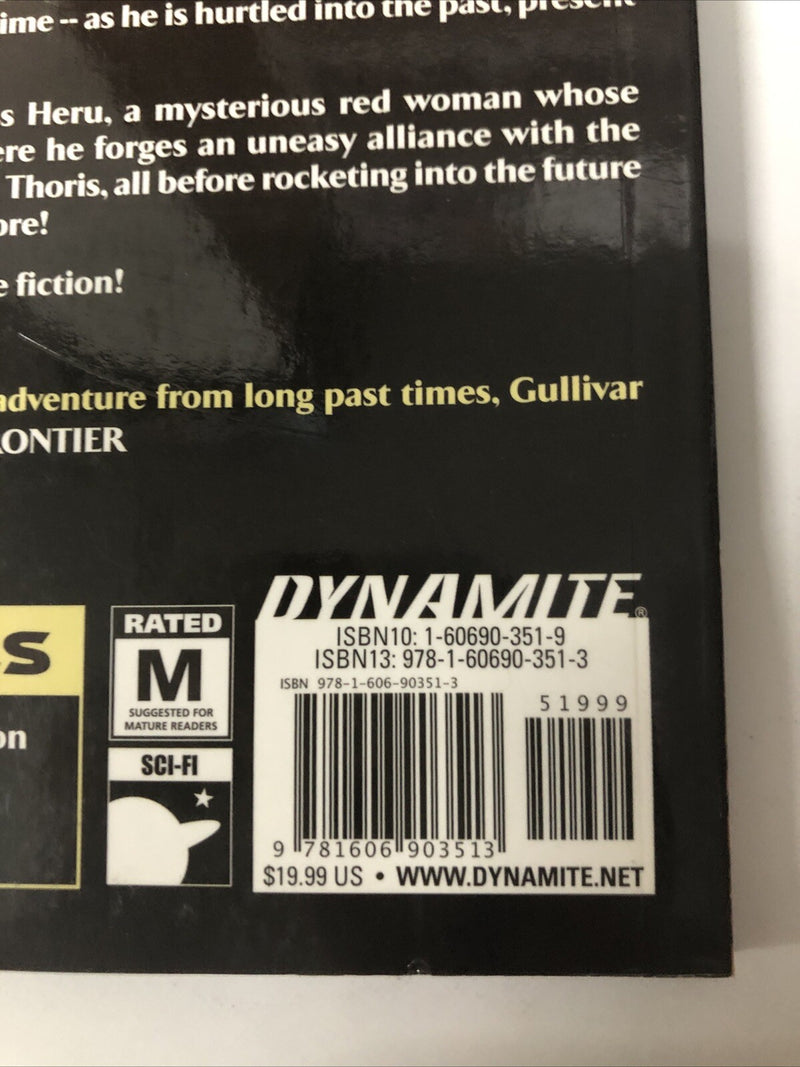 ime -- as he is hurtled into the past, present
s Heru, a mysterious red woman whose
ere he forges an uneasy alliance with the
Thoris, all before rocketing into the future
ore!
e fiction!
adventure from long past times, Gullivar
RONTIER
S
on
RATED
M
SUGGESTED FOR
MATURE READERS
SCI-FI
DYNAMITE®
ISBN10: 1-60690-351-9
ISBN13: 978-1-60690-351-3
ISBN 978-1-606-90351-3
51999
9 781606 903513
$19.99 US • WWW.DYNAMITE.NET